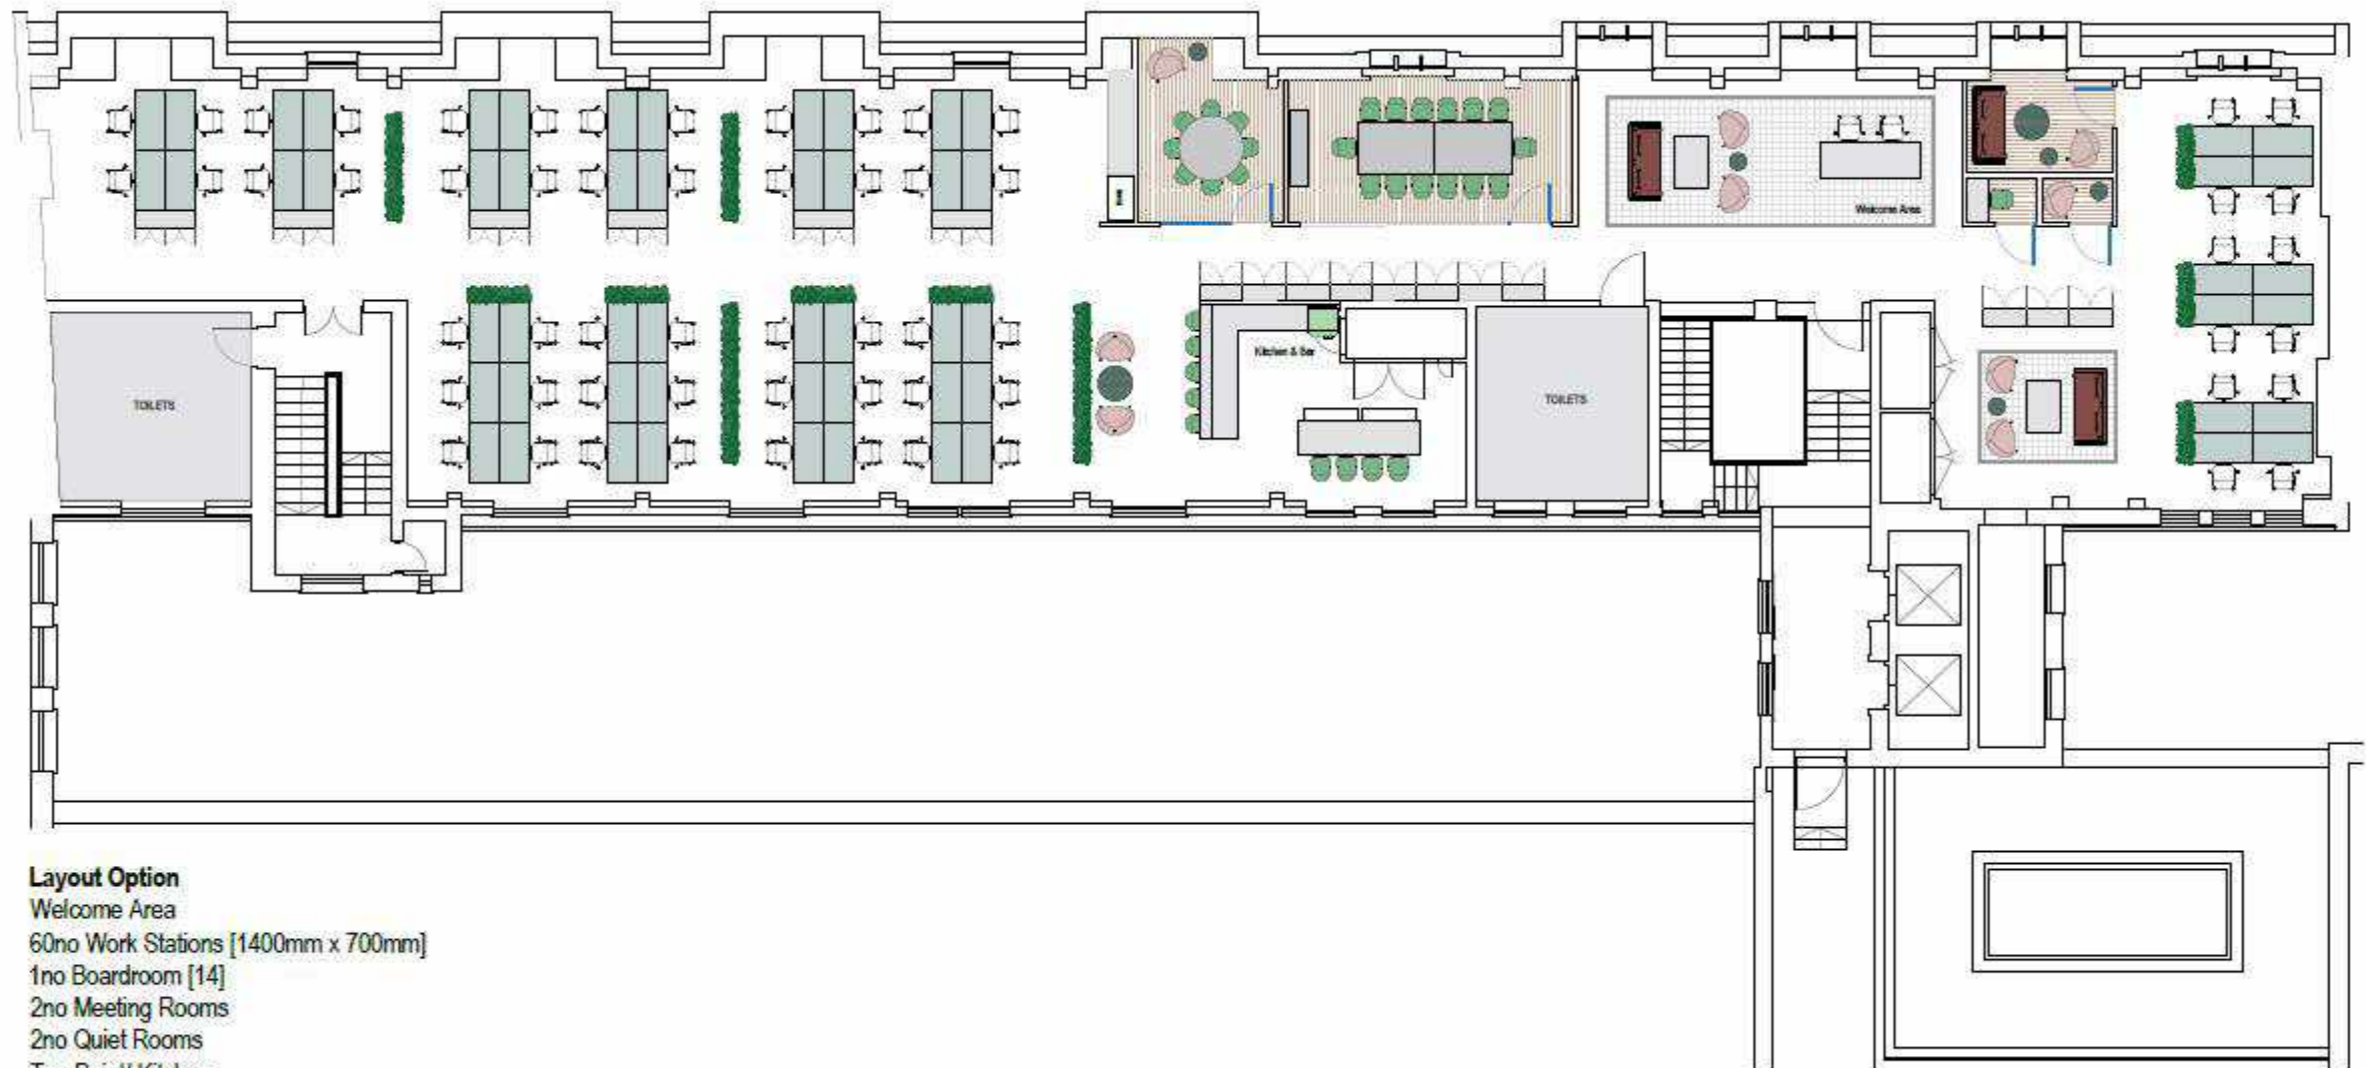 Welcome Area
Kitchen & Bar
TOILETS
TOILETS
Layout Option
Welcome Area
60no Work Stations [1400mm x 700mm]
1no Boardroom [14]
2no Meeting Rooms
2no Quiet Rooms